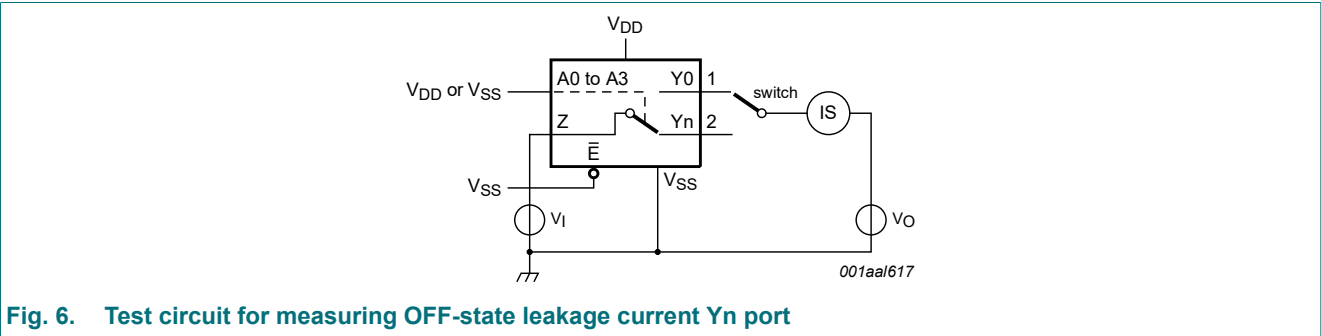 VDD
VDD or VSS
A0 to A3
Y0
1
switch
IS
Z
Yn
2
E̅
VSS
VSS
VI
VO
001aal617
Fig. 6. Test circuit for measuring OFF-state leakage current Yn port